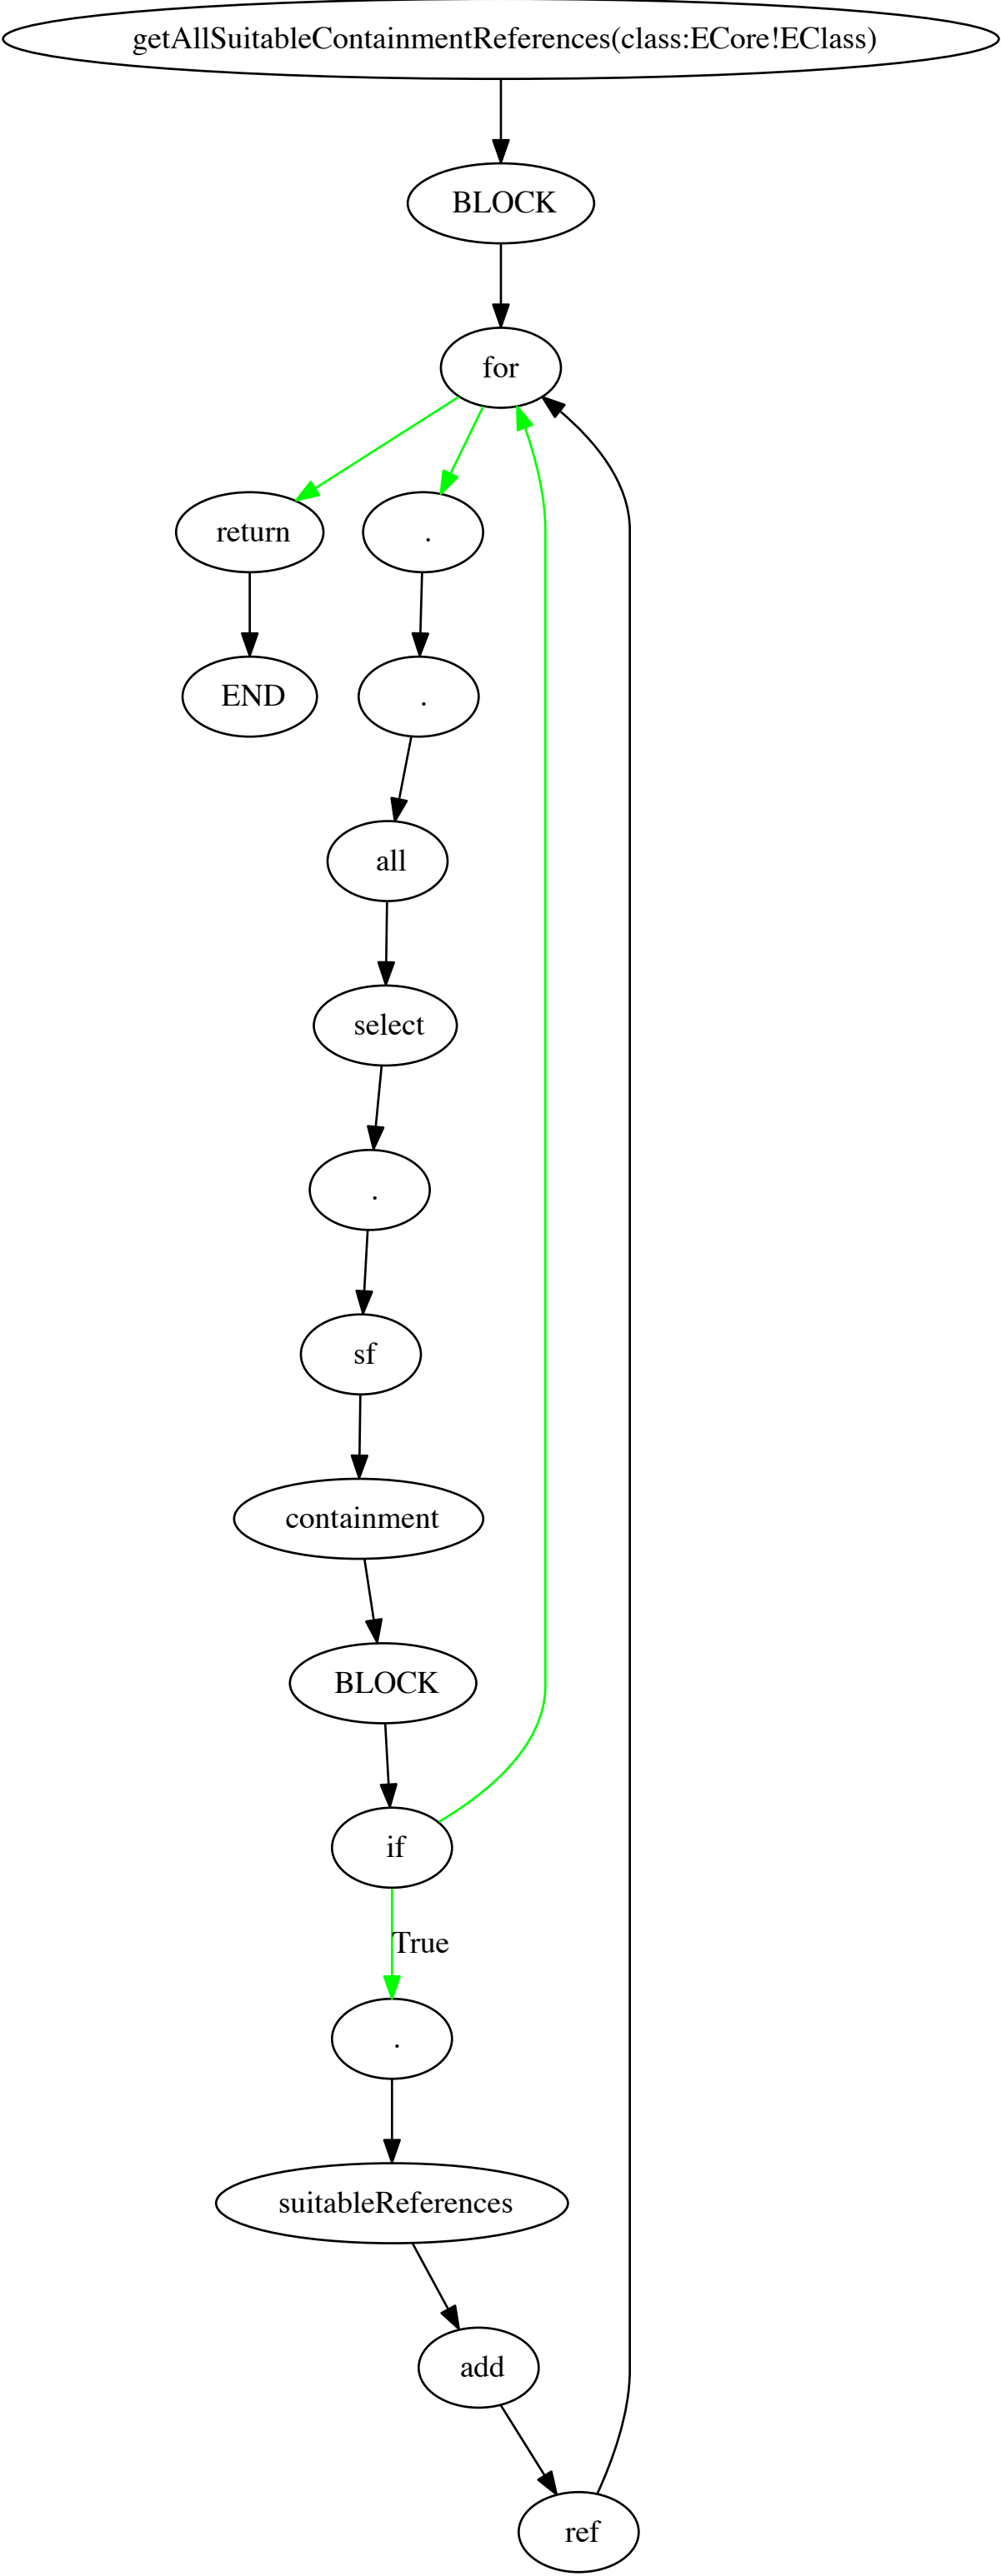 getAllSuitableContainmentReferences(class:ECore!EClass)
BLOCK
for
return
.
END
.
all
select
.
sf
containment
BLOCK
if
True
.
suitableReferences
add
ref